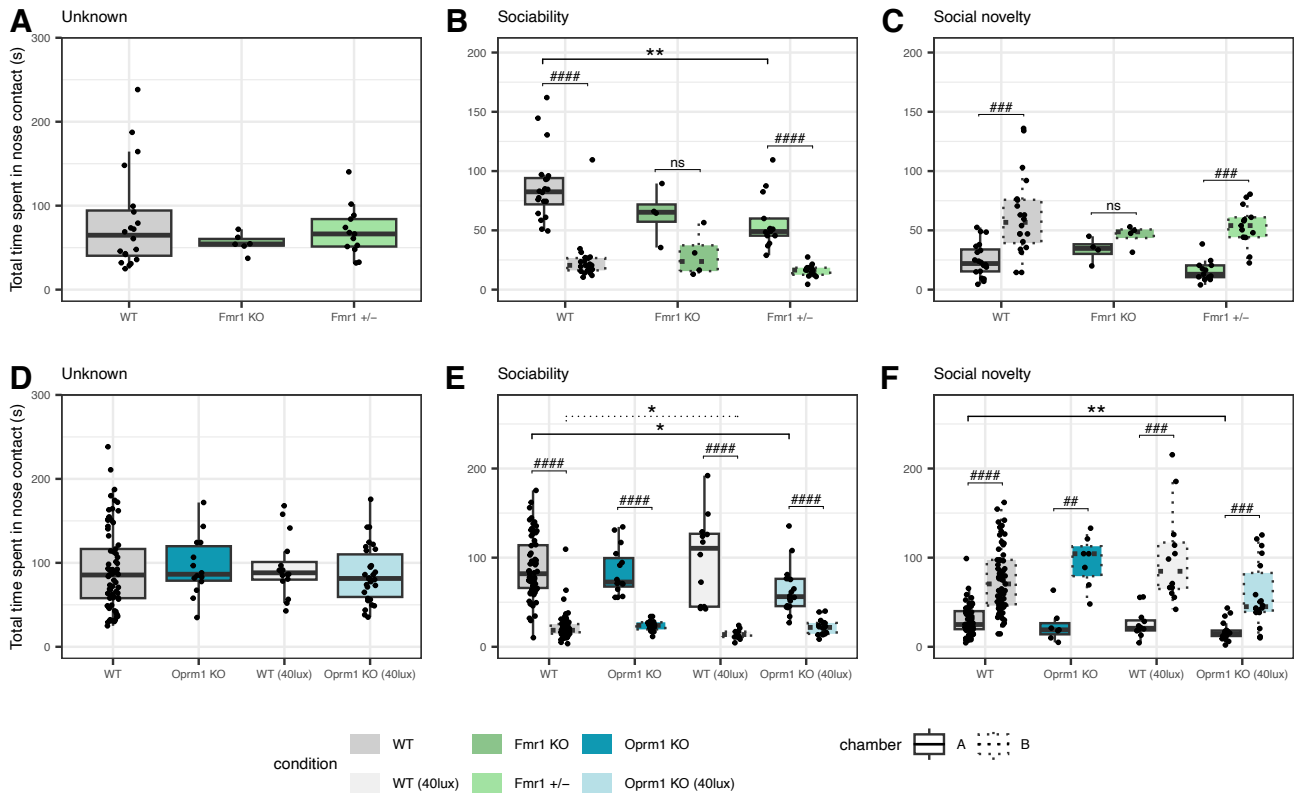 A Unknown
B Sociability
C Social novelty
Total time spent in nose contact (s)
300
200
100
0
WT Fmr1 KO Fmr1 +/−
200
150
100
50
0
**
####
ns
####
WT Fmr1 KO Fmr1 +/−
200
150
100
50
0
###
ns
###
WT Fmr1 KO Fmr1 +/−
D Unknown
E Sociability
F Social novelty
Total time spent in nose contact (s)
300
200
100
0
WT Oprm1 KO WT (40lux) Oprm1 KO (40lux)
200
100
0
*
*
####
####
####
####
WT Oprm1 KO WT (40lux) Oprm1 KO (40lux)
200
100
0
**
####
##
###
###
WT Oprm1 KO WT (40lux) Oprm1 KO (40lux)
condition
WT Fmr1 KO Oprm1 KO
WT (40lux) Fmr1 +/− Oprm1 KO (40lux)
chamber A B